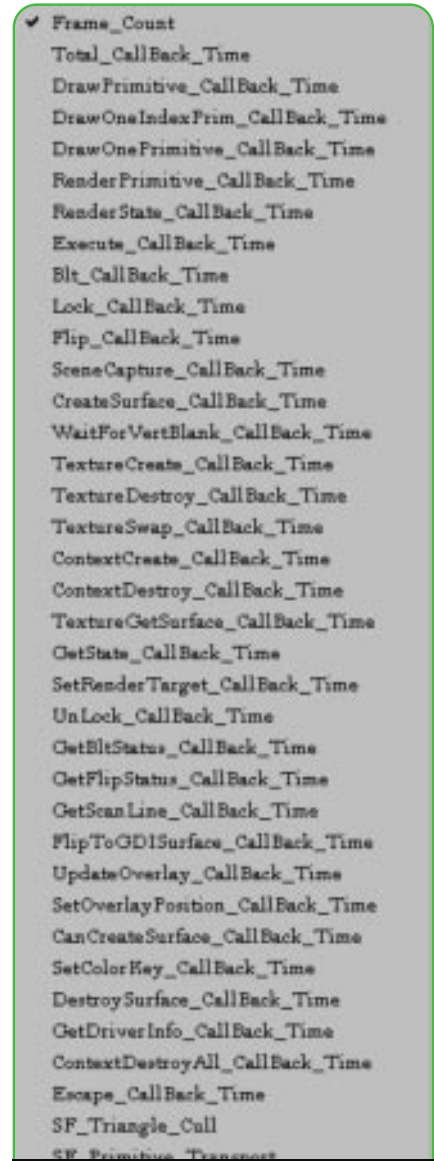 Frame_Count
Total_CallBack_Time
DrawPrimitive_CallBack_Time
DrawOneIndexPrim_CallBack_Time
DrawOnePrimitive_CallBack_Time
RenderPrimitive_CallBack_Time
RenderState_CallBack_Time
Execute_CallBack_Time
Blt_CallBack_Time
Lock_CallBack_Time
Flip_CallBack_Time
SceneCapture_CallBack_Time
CreateSurface_CallBack_Time
WaitForVertBlank_CallBack_Time
TextureCreate_CallBack_Time
TextureDestroy_CallBack_Time
TextureSwap_CallBack_Time
ContextCreate_CallBack_Time
ContextDestroy_CallBack_Time
TextureGetSurface_CallBack_Time
GetState_CallBack_Time
SetRenderTarget_CallBack_Time
UnLock_CallBack_Time
GetBltStatus_CallBack_Time
GetFlipStatus_CallBack_Time
GetScanLine_CallBack_Time
FlipToGDISurface_CallBack_Time
UpdateOverlay_CallBack_Time
SetOverlayPosition_CallBack_Time
CanCreateSurface_CallBack_Time
SetColorKey_CallBack_Time
DestroySurface_CallBack_Time
GetDriverInfo_CallBack_Time
ContextDestroyAll_CallBack_Time
Escape_CallBack_Time
SF_Triangle_Cull
SF_Primitive_Transport